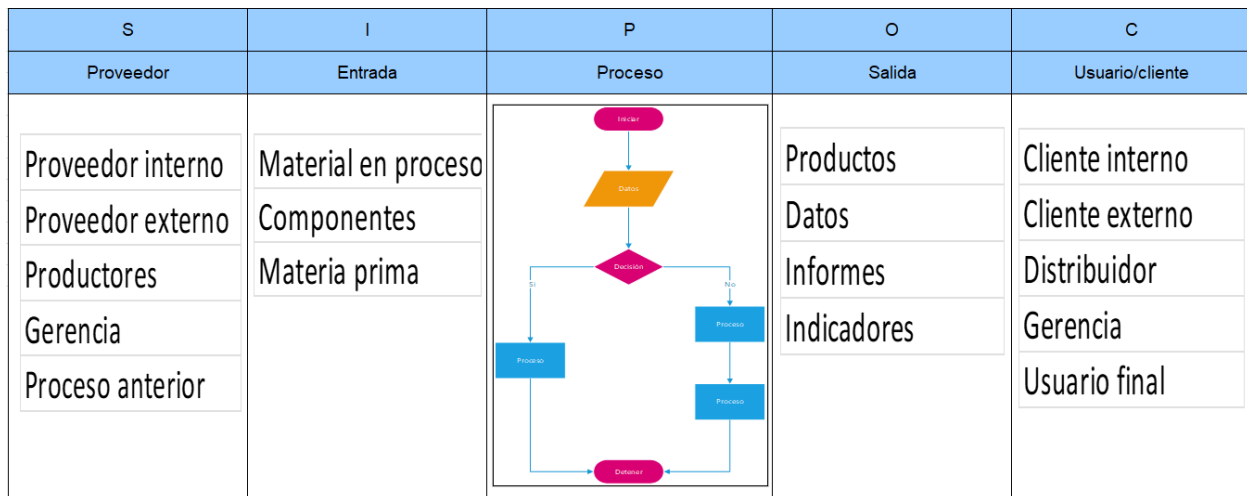 S
I
P
O
C
Proveedor
Entrada
Proceso
Salida
Usuario/cliente
Proveedor interno
Proveedor externo
Productores
Gerencia
Proceso anterior
Material en proceso
Componentes
Materia prima
Iniciar
Datos
Decisión
Si
No
Proceso
Proceso
Proceso
Detener
Productos
Datos
Informes
Indicadores
Cliente interno
Cliente externo
Distribuidor
Gerencia
Usuario final